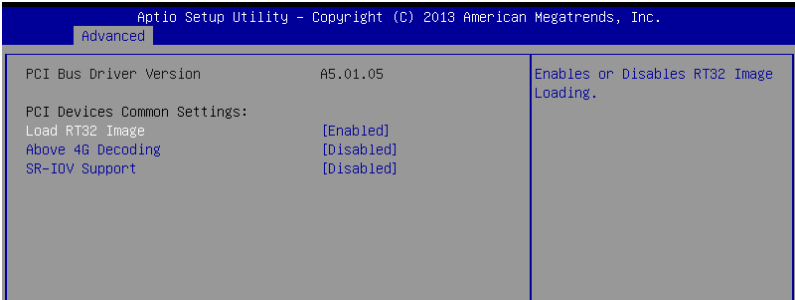 Aptio Setup Utility – Copyright (C) 2013 American Megatrends, Inc.
Advanced
PCI Bus Driver Version A5.01.05
PCI Devices Common Settings:
Load RT32 Image [Enabled]
Above 4G Decoding [Disabled]
SR-IOV Support [Disabled]
Enables or Disables RT32 Image
Loading.